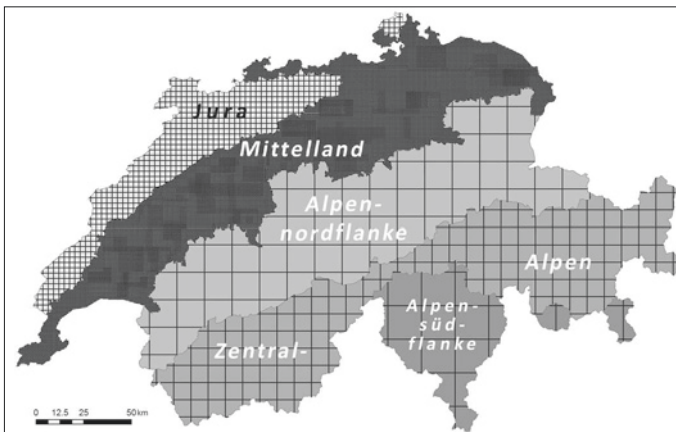 Jura
Mittelland
Alpen-
nordflanke
Alpen
Alpen-
süd-
flanke
Zentral-
0 12.5 25 50 km